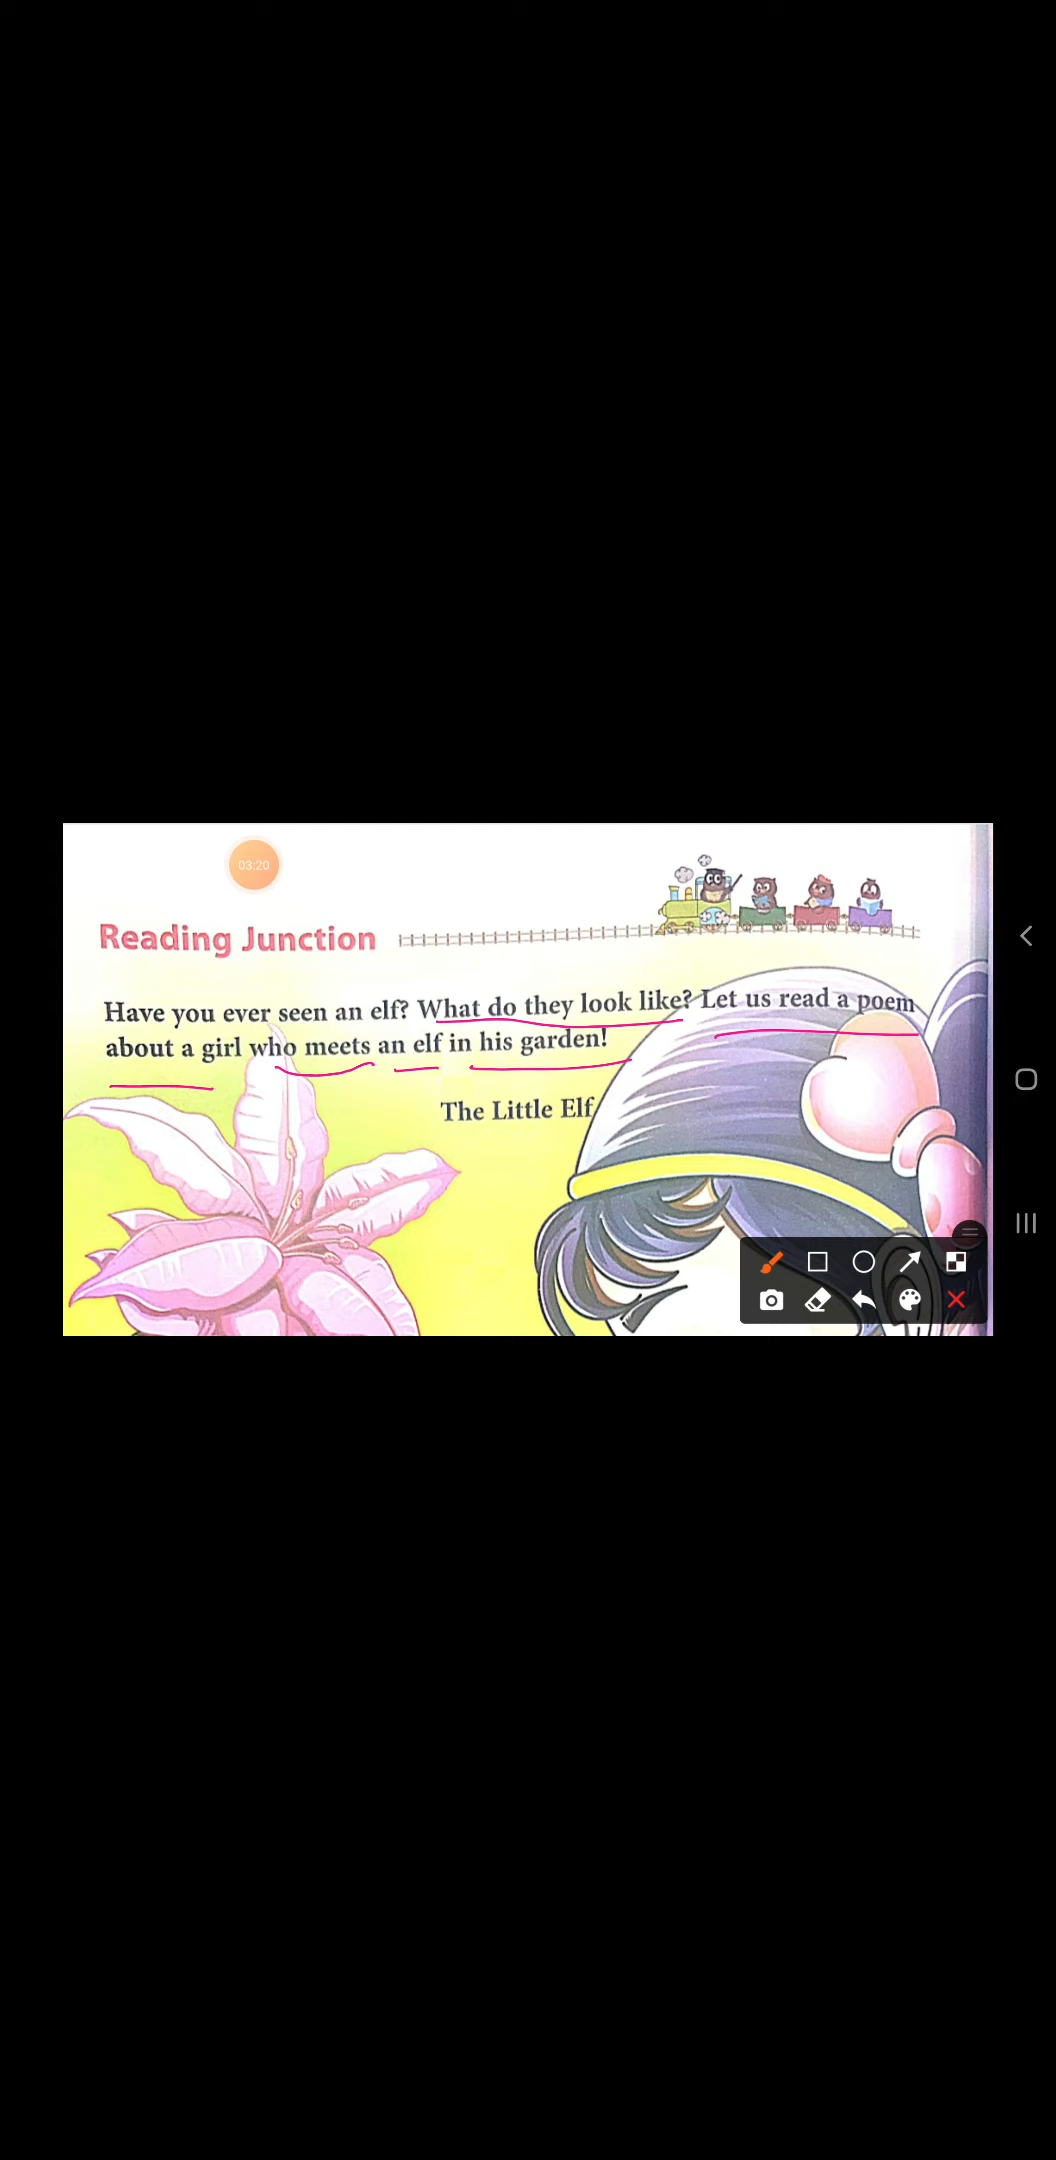 03:20
Reading Junction
Have you ever seen an elf? What do they look like? Let us read a poem
about a girl who meets an elf in his garden!
The Little Elf